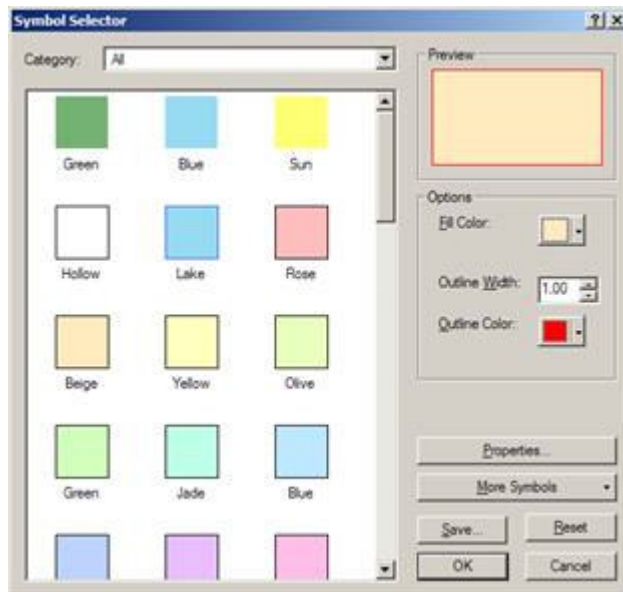 Symbol Selector
Category: All
Preview
Green Blue Sun
Hollow Lake Rose
Beige Yellow Olive
Green Jade Blue
Options
Fill Color:
Outline Width: 1.00
Outline Color:
Properties...
More Symbols
Save... Reset
OK Cancel